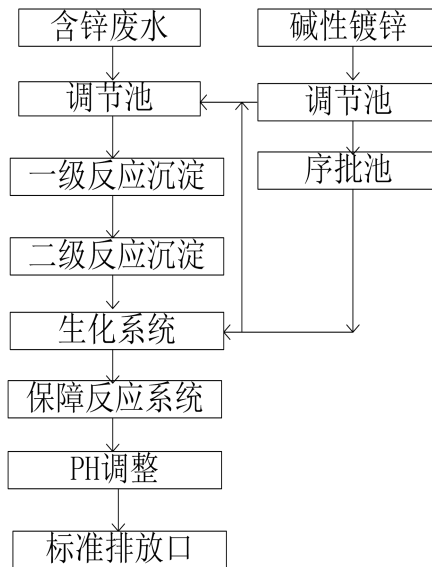 含锌废水
碱性镀锌
调节池
调节池
一级反应沉淀
序批池
二级反应沉淀
生化系统
保障反应系统
PH调整
标准排放口